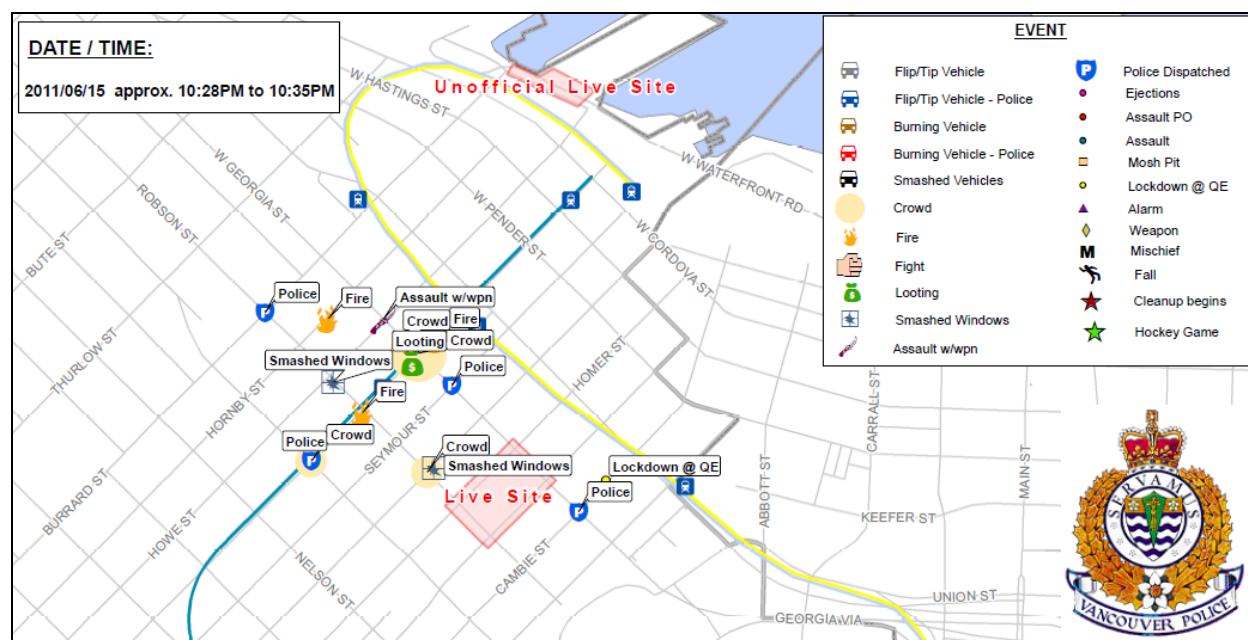 DATE / TIME:
2011/06/15 approx. 10:28PM to 10:35PM
EVENT
Flip/Tip Vehicle
Flip/Tip Vehicle - Police
Burning Vehicle
Burning Vehicle - Police
Smashed Vehicles
Crowd
Fire
Fight
Looting
Smashed Windows
Assault w/wpn
Police Dispatched
Ejections
Assault PO
Assault
Mosh Pit
Lockdown @ QE
Alarm
Weapon
M Mischief
Fall
Cleanup begins
Hockey Game
Unofficial Live Site
W HASTINGS ST
W GEORGIA ST
ROBSON ST
BUTE ST
W PENDER ST
W WATERFRONT RD
W CORDOVA ST
THURLOW ST
HORNBY ST
HOMER ST
Police
Fire
Assault w/wpn
Crowd
Fire
Looting
Crowd
Smashed Windows
Police
Fire
Crowd
Police
SEYMOUR ST
Crowd
Smashed Windows
Lockdown @ QE
Police
Live Site
BURRARD ST
HOWE ST
NELSON ST
CAMBIE ST
ABBOTT ST
CARRALL ST
MAIN ST
KEEFER ST
UNION ST
GEORGIA VIA
P
P
P
P
P
$
$
SERVAMUS
VANCOUVER POLICE